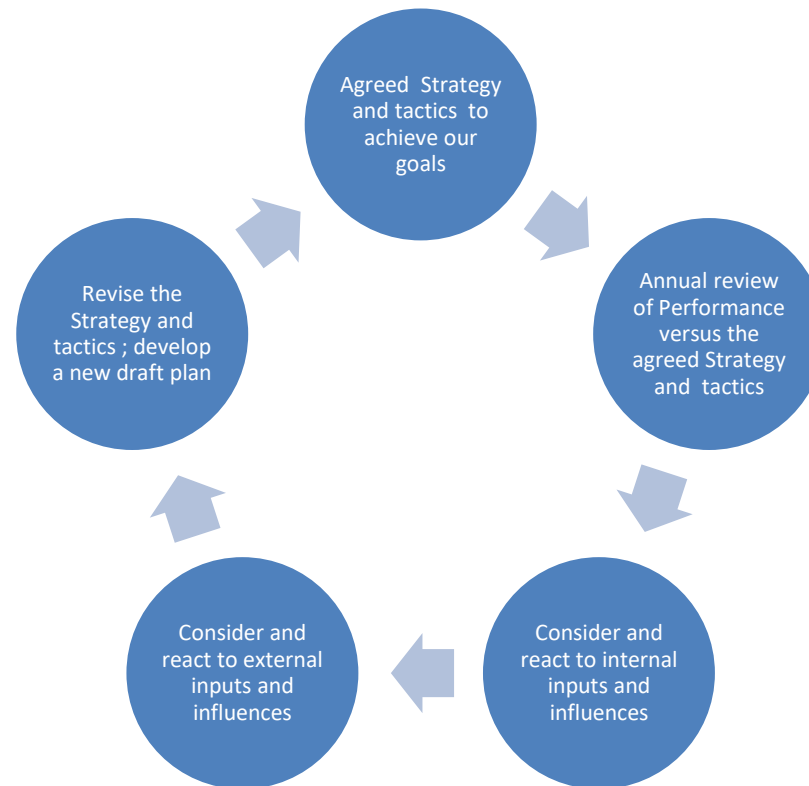 Agreed Strategy
and tactics to
achieve our
goals
Annual review
of Performance
versus the
agreed Strategy
and tactics
Consider and
react to internal
inputs and
influences
Consider and
react to external
inputs and
influences
Revise the
Strategy and
tactics ; develop
a new draft plan